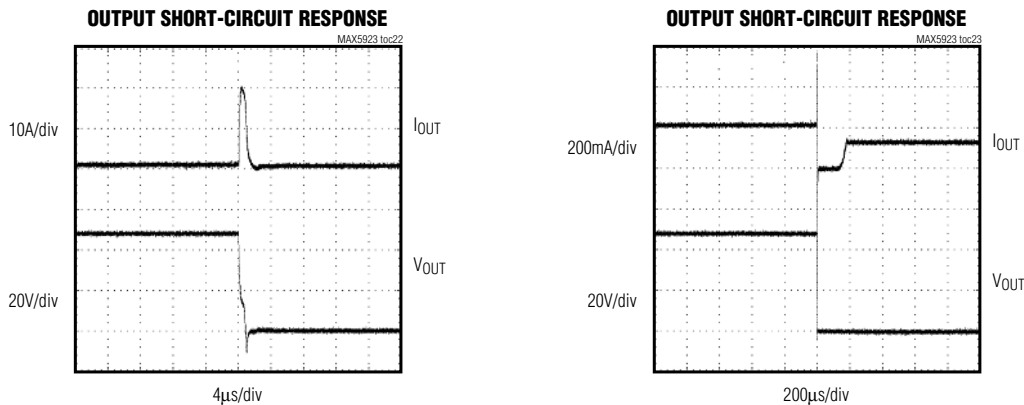 OUTPUT SHORT-CIRCUIT RESPONSE
MAX5923 toc22
10A/div
IOUT
20V/div
VOUT
4µs/div
OUTPUT SHORT-CIRCUIT RESPONSE
MAX5923 toc23
200mA/div
IOUT
20V/div
VOUT
200µs/div